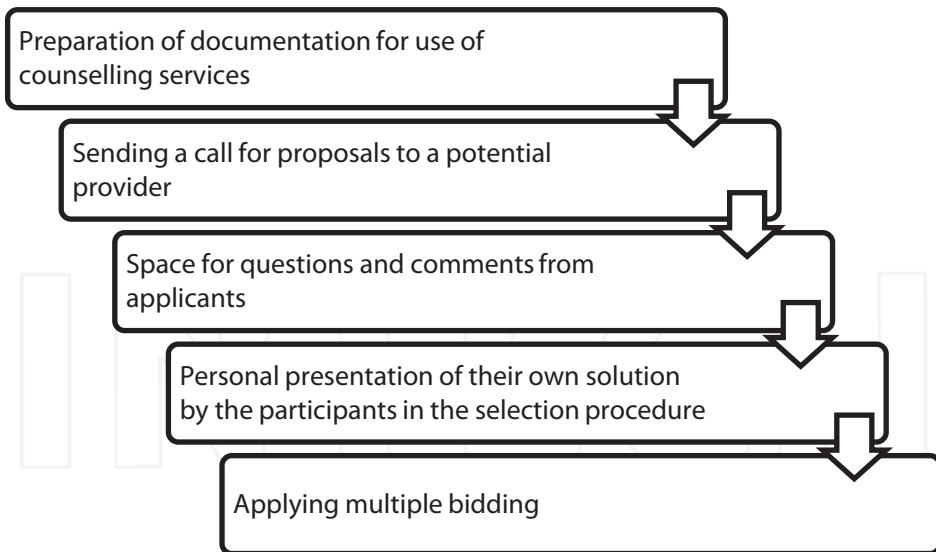 Preparation of documentation for use of
counselling services
Sending a call for proposals to a potential
provider
Space for questions and comments from
applicants
Personal presentation of their own solution
by the participants in the selection procedure
Applying multiple bidding